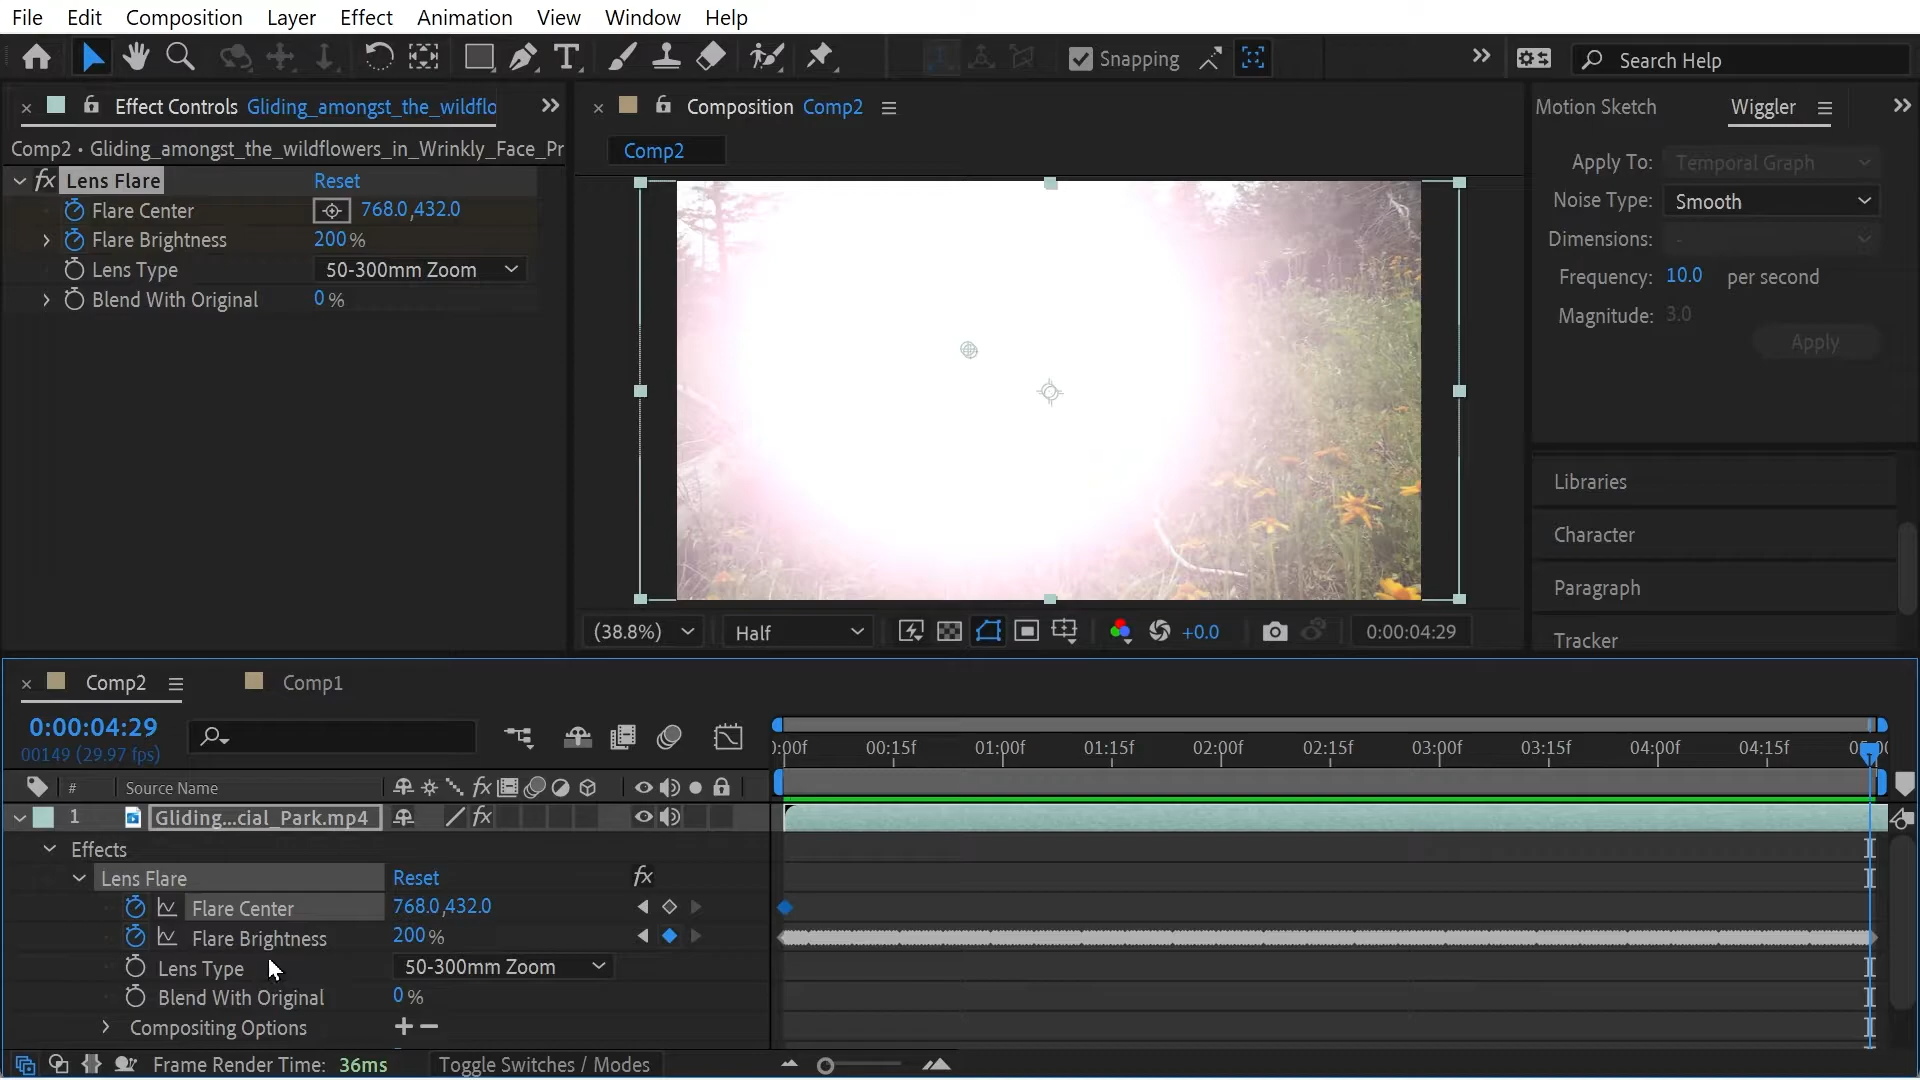 File Edit Composition Layer Effect Animation View Window Help
Snapping
Search Help
Effect Controls Gliding_amongst_the_wildflo
Composition Comp2
Motion Sketch Wiggler
Comp2 • Gliding_amongst_the_wildflowers_in_Wrinkly_Face_Pr
Comp2
fx Lens Flare Reset
Flare Center 768.0,432.0
Flare Brightness 200 %
Lens Type 50-300mm Zoom
Blend With Original 0 %
Apply To: Temporal Graph
Noise Type: Smooth
Dimensions: -
Frequency: 10.0 per second
Magnitude: 3.0
Apply
Libraries
Character
Paragraph
Tracker
(38.8%) Half +0.0 0:00:04:29
Comp2 Comp1
0:00:04:29
00149 (29.97 fps)
):00f 00:15f 01:00f 01:15f 02:00f 02:15f 03:00f 03:15f 04:00f 04:15f
# Source Name fx
1 Gliding...cial_Park.mp4 fx
Effects
Lens Flare Reset fx
Flare Center 768.0,432.0
Flare Brightness 200 %
Lens Type 50-300mm Zoom
Blend With Original 0 %
Compositing Options + −
Frame Render Time: 36ms Toggle Switches / Modes